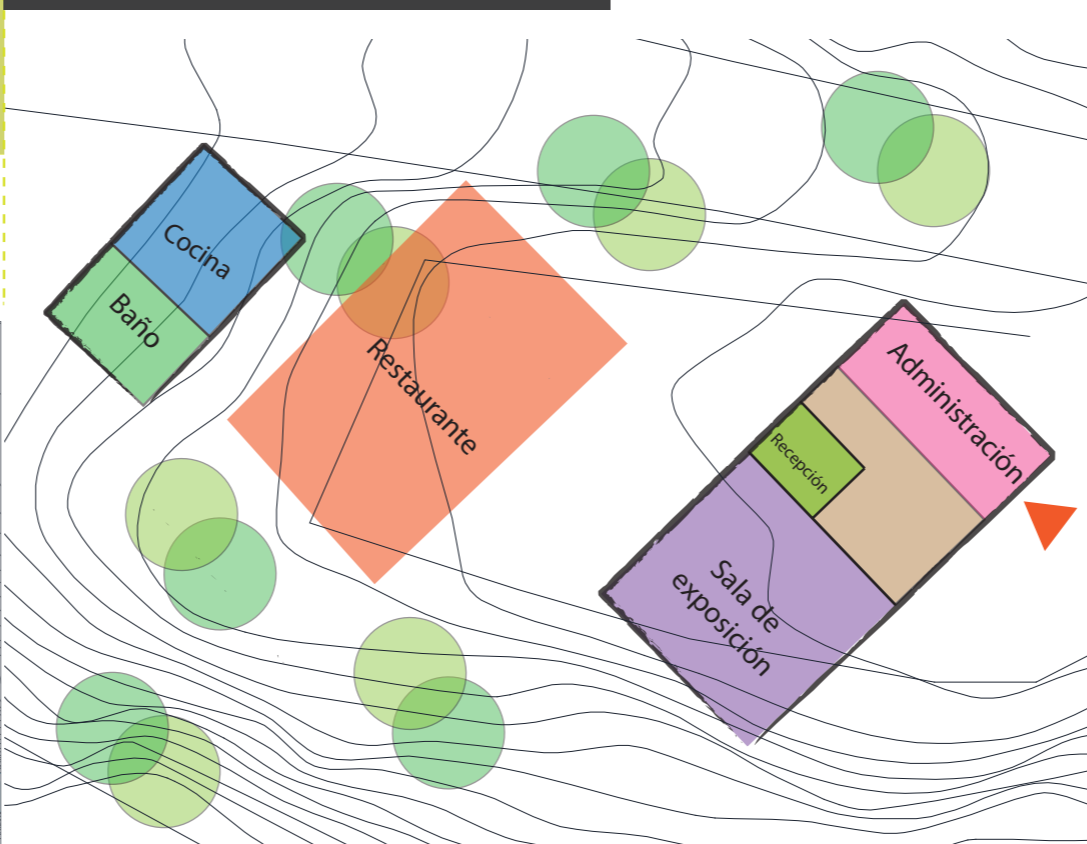 Cocina
Baño
Restaurante
Administración
Recepción
Sala de
exposición